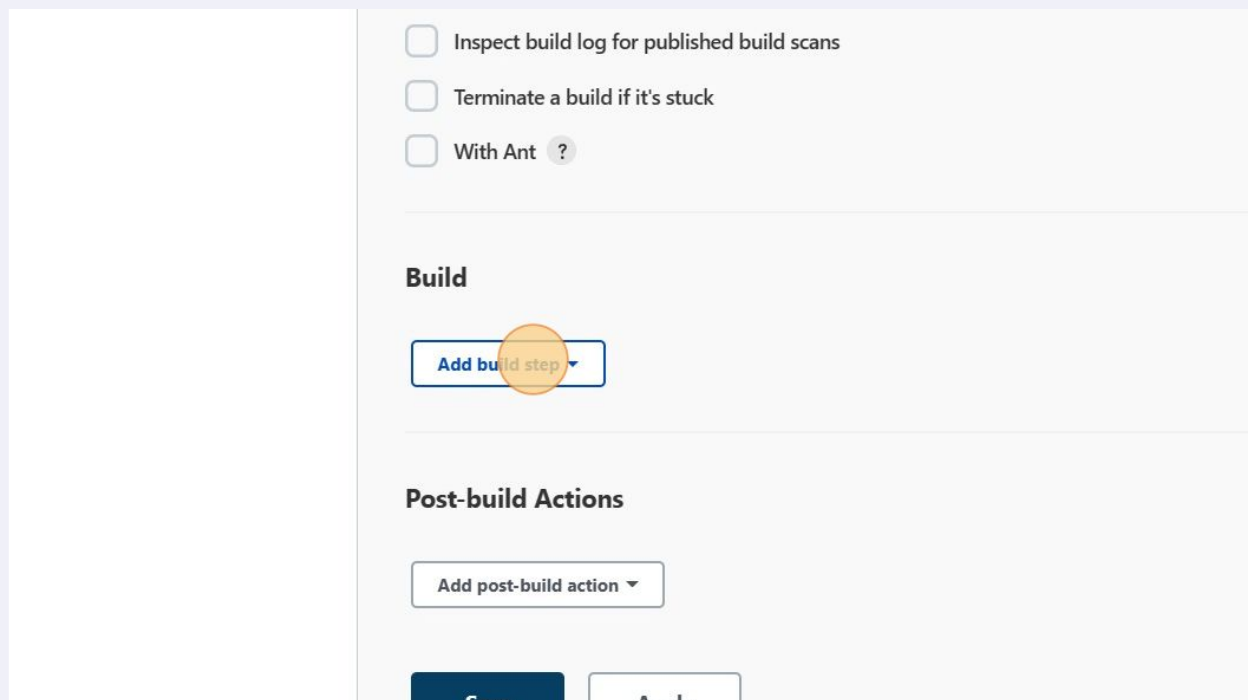 Inspect build log for published build scans
Terminate a build if it's stuck
With Ant ?
Build
Add build step
Post-build Actions
Add post-build action